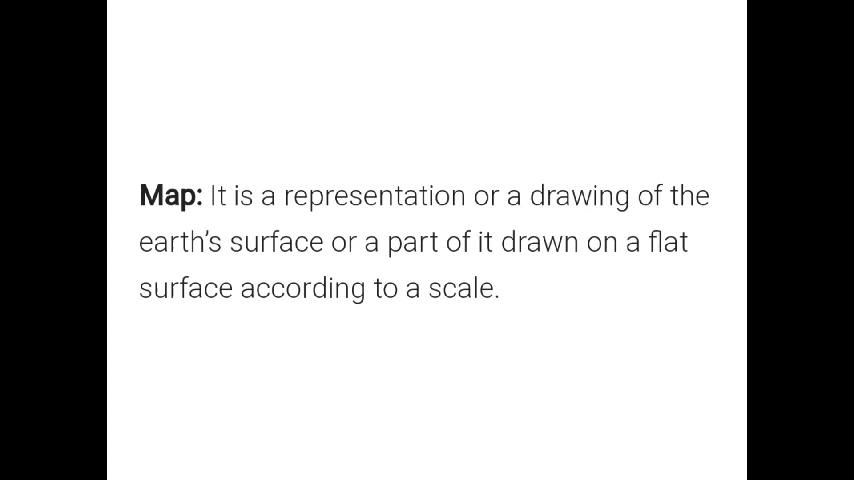 Map: It is a representation or a drawing of the
earth’s surface or a part of it drawn on a flat
surface according to a scale.